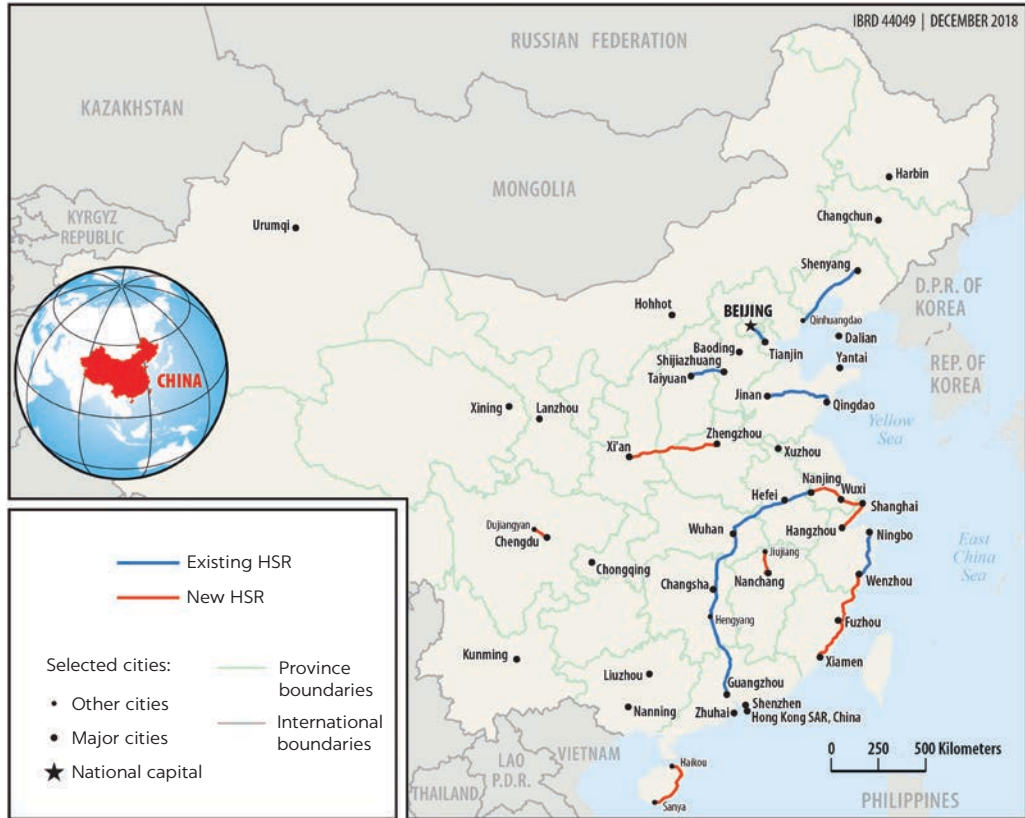 IBRD 44049 | DECEMBER 2018
RUSSIAN FEDERATION
KAZAKHSTAN
MONGOLIA
Harbin
KYRGYZ
REPUBLIC
Urumqi
Changchun
Shenyang
D.P.R. OF
KOREA
Hohhot
BEIJING
Qinhuangdao
Dalian
Tianjin
Baoding
Yantai
Shijiazhuang
REP. OF
KOREA
Taiyuan
CHINA
Jinan
Qingdao
Xining
Lanzhou
Yellow
Sea
Zhengzhou
Xi'an
Xuzhou
Nanjing
Wuxi
Hefei
Shanghai
Dujiangyan
Wuhan
Hangzhou
Ningbo
Chengdu
Jiujiang
East
China
Sea
Existing HSR
Chongqing
Nanchang
Wenzhou
New HSR
Changsha
Hengyang
Fuzhou
Selected cities:
Kunming
Xiamen
Province
boundaries
Liuzhou
Other cities
Guangzhou
Shenzhen
Nanning
Zhuhai
Hong Kong SAR, China
International
boundaries
Major cities
0 250 500 Kilometers
VIETNAM
LAO
P.D.R.
Haikou
National capital
THAILAND
Sanya
PHILIPPINES